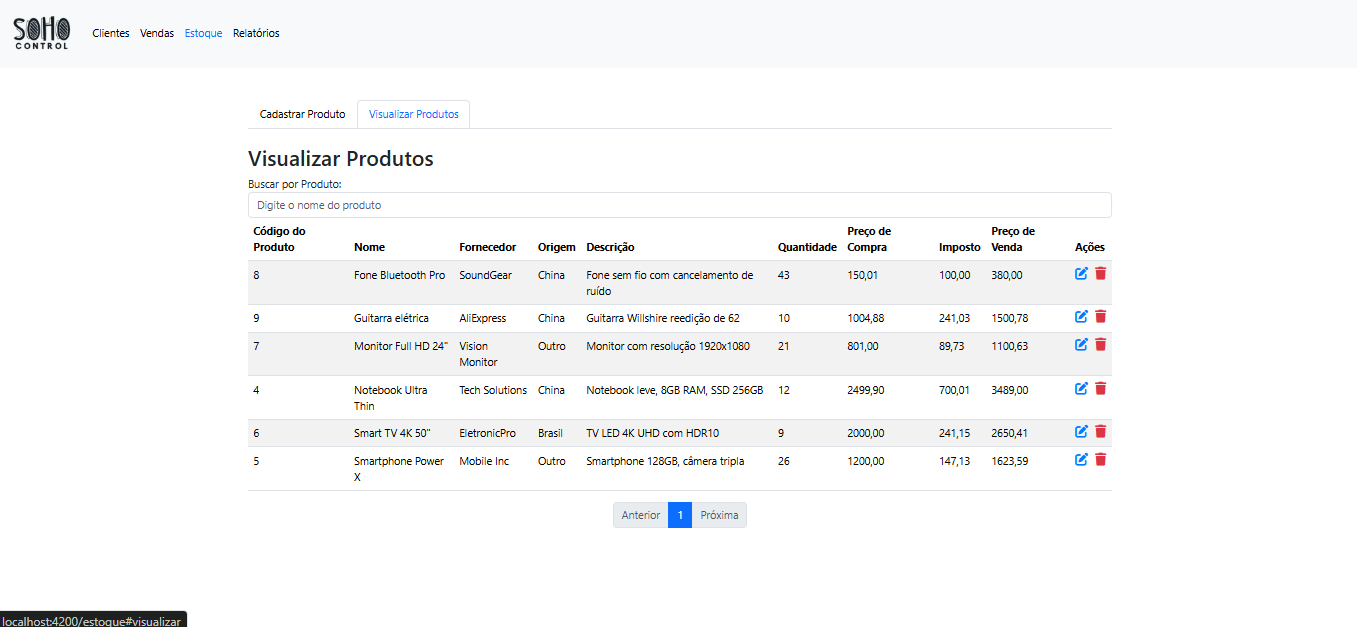 SOHO
CONTROL
Clientes Vendas Estoque Relatórios
Cadastrar Produto Visualizar Produtos
Visualizar Produtos
Buscar por Produto:
Digite o nome do produto
Código do Produto Nome Fornecedor Origem Descrição Quantidade Preço de Compra Imposto Preço de Venda Ações
8 Fone Bluetooth Pro SoundGear China Fone sem fio com cancelamento de ruído 43 150,01 100,00 380,00
9 Guitarra elétrica AliExpress China Guitarra Willshire reedição de 62 10 1004,88 241,03 1500,78
7 Monitor Full HD 24" Vision Monitor Outro Monitor com resolução 1920x1080 21 801,00 89,73 1100,63
4 Notebook Ultra Thin Tech Solutions China Notebook leve, 8GB RAM, SSD 256GB 12 2499,90 700,01 3489,00
6 Smart TV 4K 50" EletronicPro Brasil TV LED 4K UHD com HDR10 9 2000,00 241,15 2650,41
5 Smartphone Power X Mobile Inc Outro Smartphone 128GB, câmera tripla 26 1200,00 147,13 1623,59
Anterior 1 Próxima
localhost:4200/estoque#visualizar